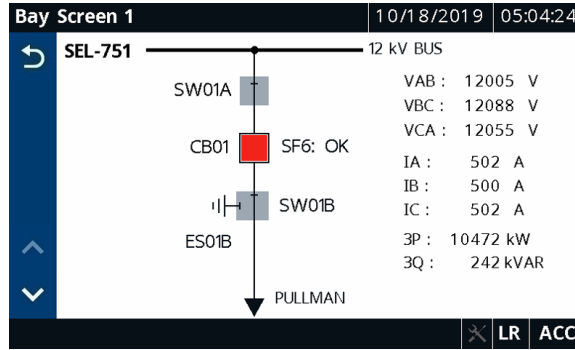 Bay Screen 1 10/18/2019 05:04:24
SEL-751 12 kV BUS
SW01A
CB01 SF6: OK
SW01B
ES01B
PULLMAN
VAB : 12005 V
VBC : 12088 V
VCA : 12055 V
IA : 502 A
IB : 500 A
IC : 502 A
3P : 10472 kW
3Q : 242 kVAR
LR ACC